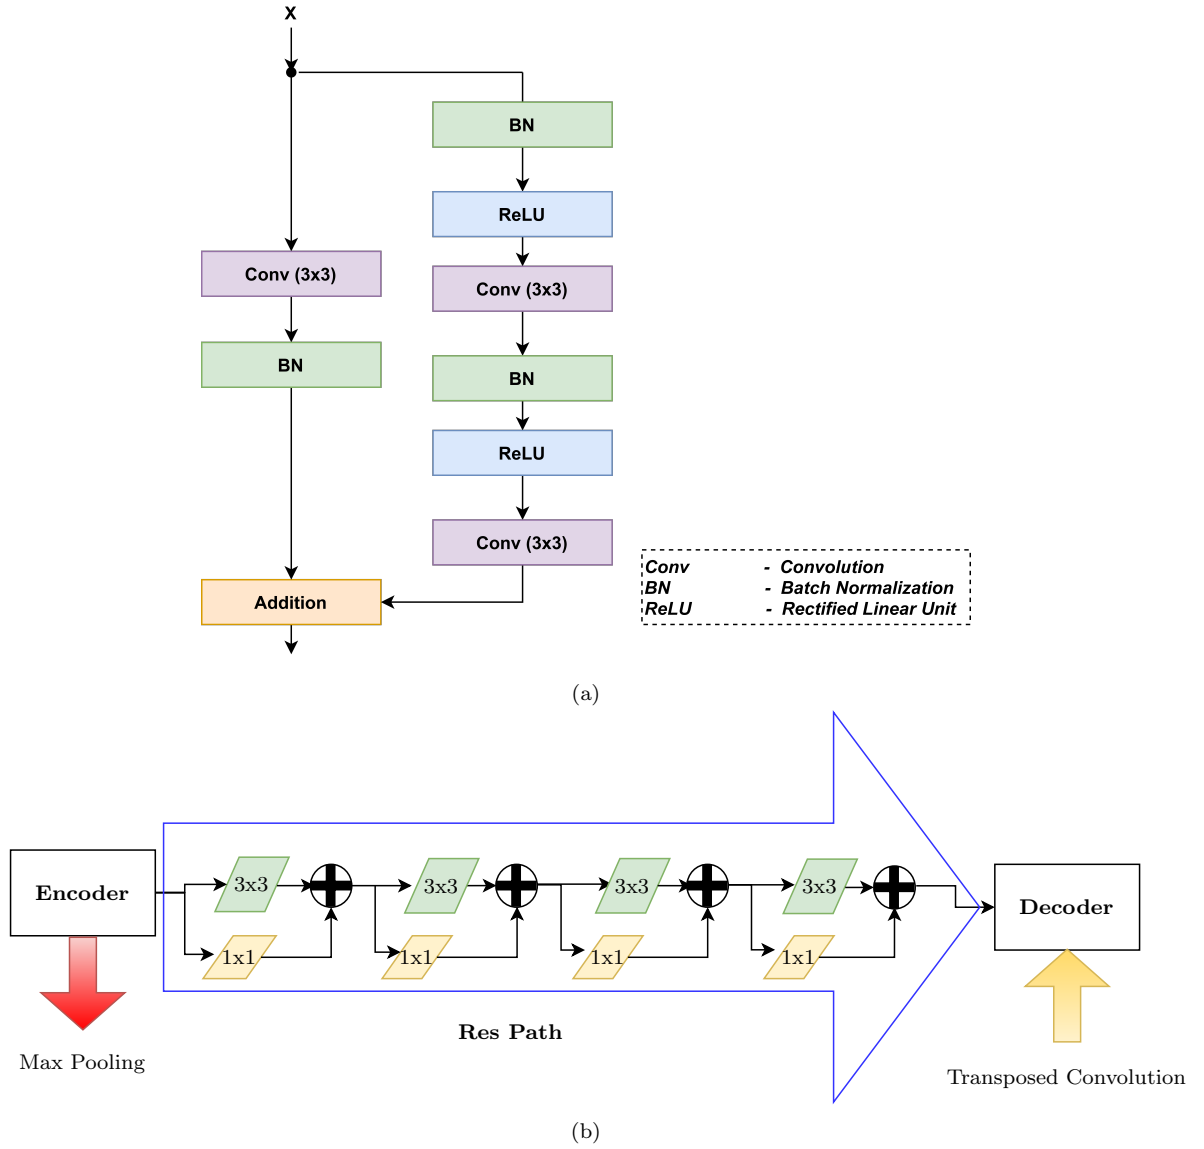 X
BN
ReLU
Conv (3x3)
Conv (3x3)
BN
BN
ReLU
Conv (3x3)
Addition
Conv - Convolution
BN - Batch Normalization
ReLU - Rectified Linear Unit
(a)
Encoder
3x3
3x3
3x3
3x3
1x1
1x1
1x1
1x1
Decoder
Res Path
Max Pooling
Transposed Convolution
(b)